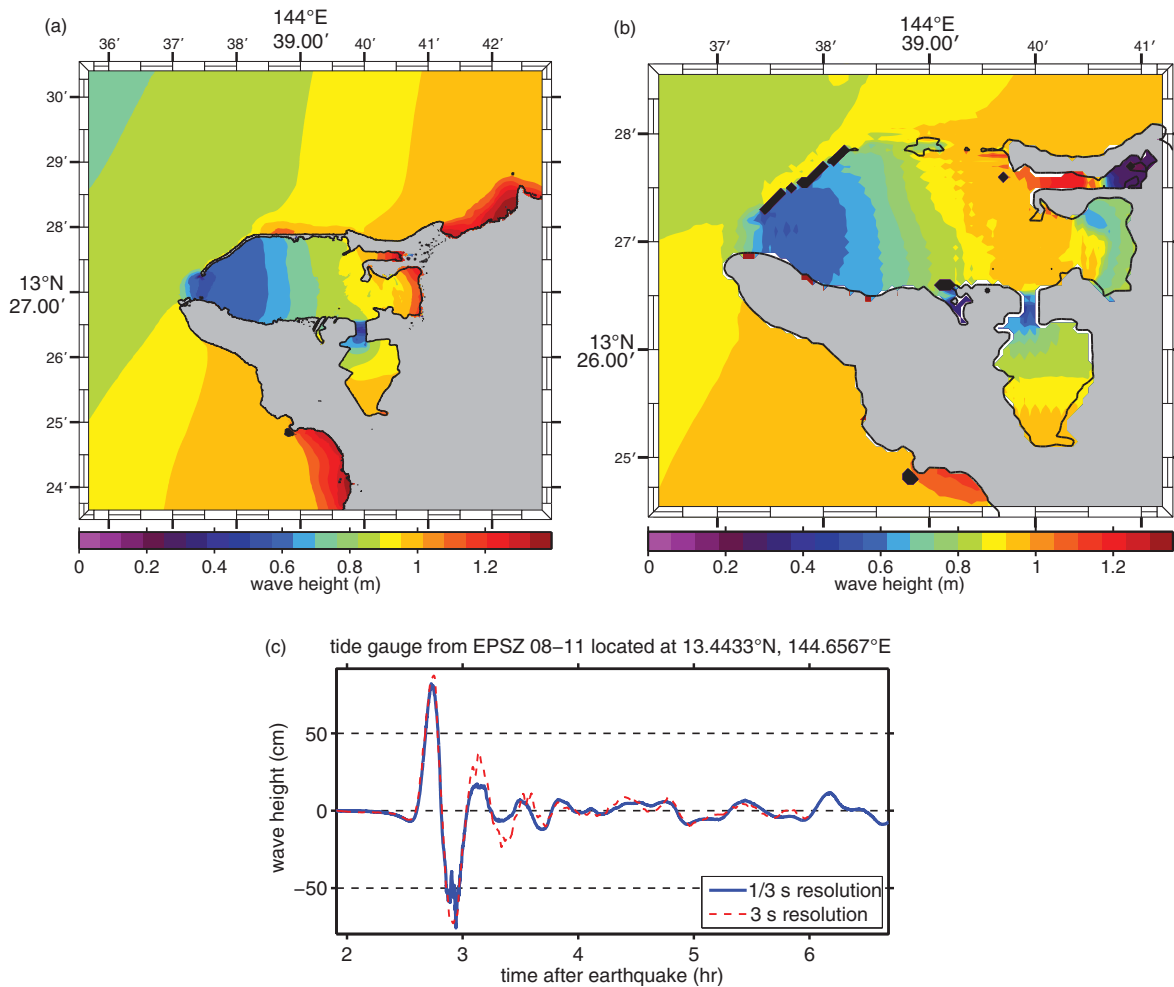 (a)
144°E
39.00′
36′ 37′ 38′ 40′ 41′ 42′
30′
29′
28′
13°N
27.00′
26′
25′
24′
0 0.2 0.4 0.6 0.8 1 1.2
wave height (m)
(b)
144°E
39.00′
37′ 38′ 40′ 41′
28′
27′
13°N
26.00′
25′
0 0.2 0.4 0.6 0.8 1 1.2
wave height (m)
(c) tide gauge from EPSZ 08−11 located at 13.4433°N, 144.6567°E
wave height (cm)
50
0
−50
1/3 s resolution
3 s resolution
2 3 4 5 6
time after earthquake (hr)